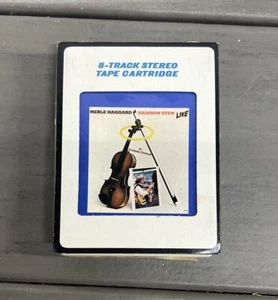 8-TRACK STEREO
TAPE CARTRIDGE
MERLE HAGGARD RAINBOW STEW LIVE